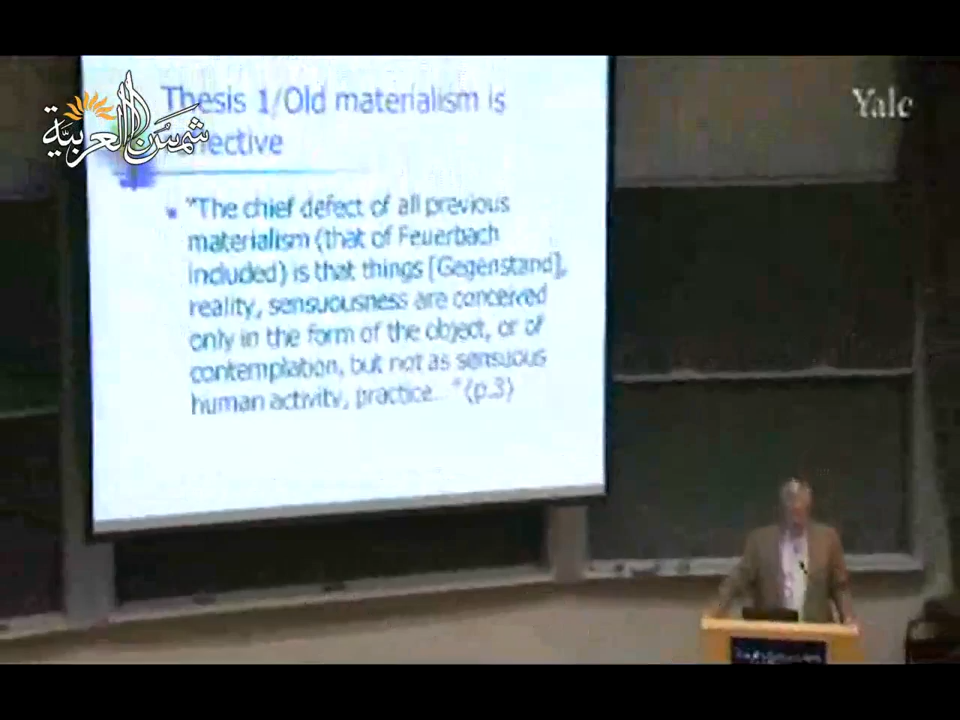 شمس العربية
Yale
Thesis 1/Old materialism is
fective
"The chief defect of all previous
materialism (that of Feuerbach
included) is that things [Gegenstand],
reality, sensuousness are conceived
only in the form of the object, or of
contemplation, but not as sensuous
human activity, practice..." (p.3)